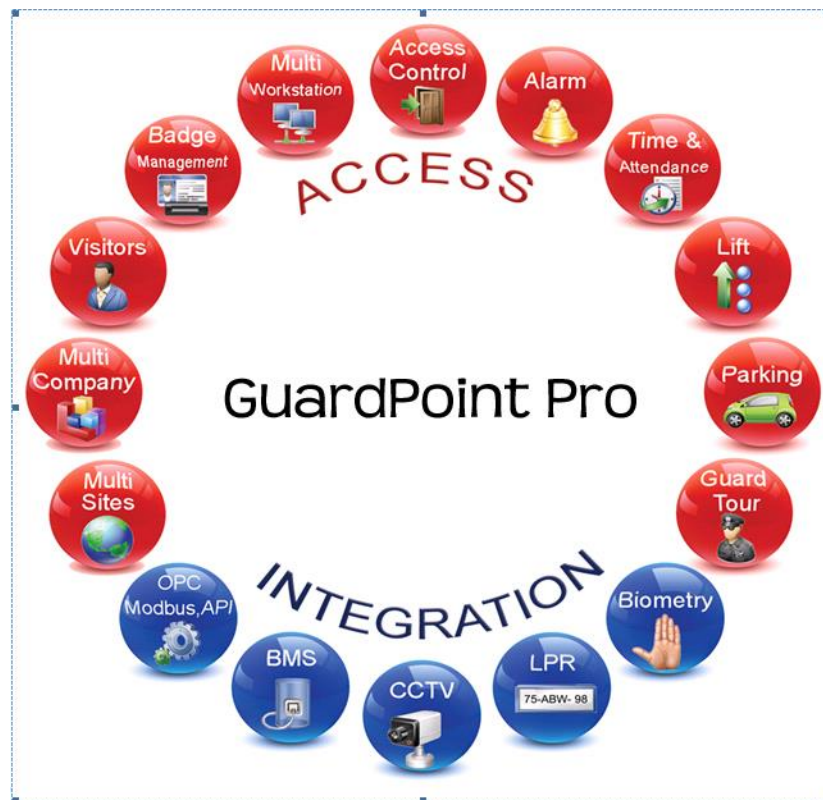 Access
Control
Multi
Workstation
Alarm
Badge
Management
Time &
Attendance
ACCESS
Visitors
Lift
Multi
Company
GuardPoint Pro
Parking
Multi
Sites
Guard
Tour
INTEGRATION
OPC
Modbus,API
Biometry
BMS
LPR
75-ABW- 98
CCTV